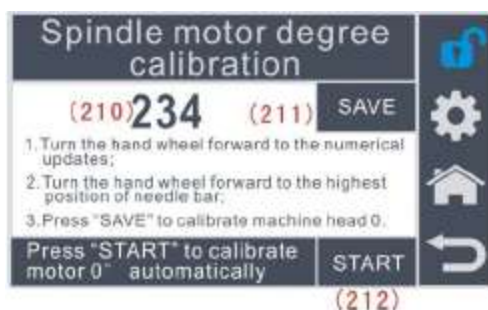 Spindle motor degree
calibration
(210)234 (211) SAVE
1.Turn the hand wheel forward to the numerical
updates;
2.Turn the hand wheel forward to the highest
position of needle bar;
3.Press "SAVE" to calibrate machine head 0.
Press "START" to calibrate
motor 0° automatically START
(212)